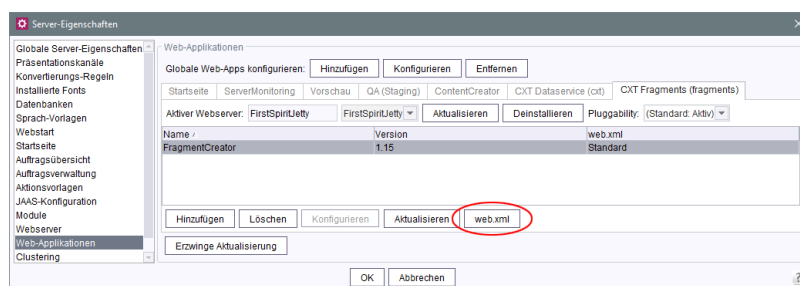 Server-Eigenschaften
Globale Server-Eigenschaften
Präsentationskanäle
Konvertierungs-Regeln
Installierte Fonts
Datenbanken
Sprach-Vorlagen
Webstart
Startseite
Auftragsübersicht
Auftragsverwaltung
Aktionsvorlagen
JAAS-Konfiguration
Module
Webserver
Web-Applikationen
Clustering
Web-Applikationen
Globale Web-Apps konfigurieren: Hinzufügen Konfigurieren Entfernen
Startseite ServerMonitoring Vorschau QA (Staging) ContentCreator CXT Dataservice (cxt) CXT Fragments (fragments)
Aktiver Webserver: FirstSpiritJetty FirstSpiritJetty Aktualisieren Deinstallieren Pluggability: (Standard: Aktiv)
Name Version web.xml
FragmentCreator 1.15 Standard
Hinzufügen Löschen Konfigurieren Aktualisieren web.xml
Erzwinge Aktualisierung
OK Abbrechen ?